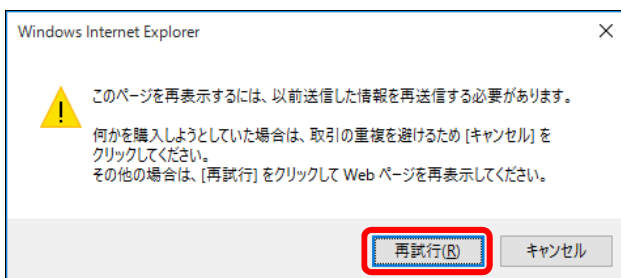 Windows Internet Explorer
このページを再表示するには、以前送信した情報を再送信する必要があります。
何かを購入しようとしていた場合は、取引の重複を避けるため [キャンセル] を
クリックしてください。
その他の場合は、[再試行] をクリックして Web ページを再表示してください。
再試行(R)
キャンセル